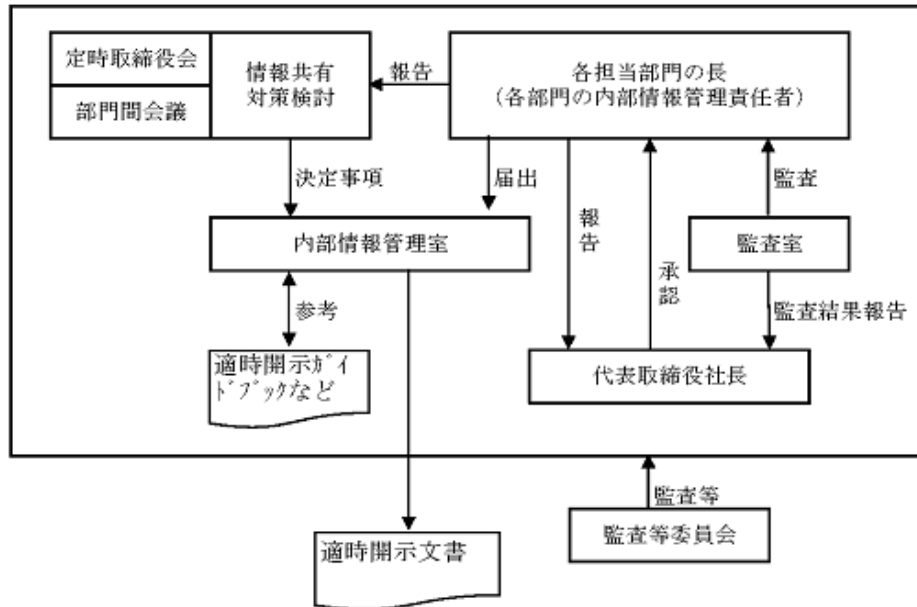 定時取締役会
部門間会議
情報共有
対策検討
報告
各担当部門の長
（各部門の内部情報管理責任者）
決定事項
届出
報告
承認
監査
内部情報管理室
監査室
参考
監査結果報告
適時開示ｶﾞｲ
ﾄﾞﾌﾞｯｸなど
代表取締役社長
監査等
適時開示文書
監査等委員会